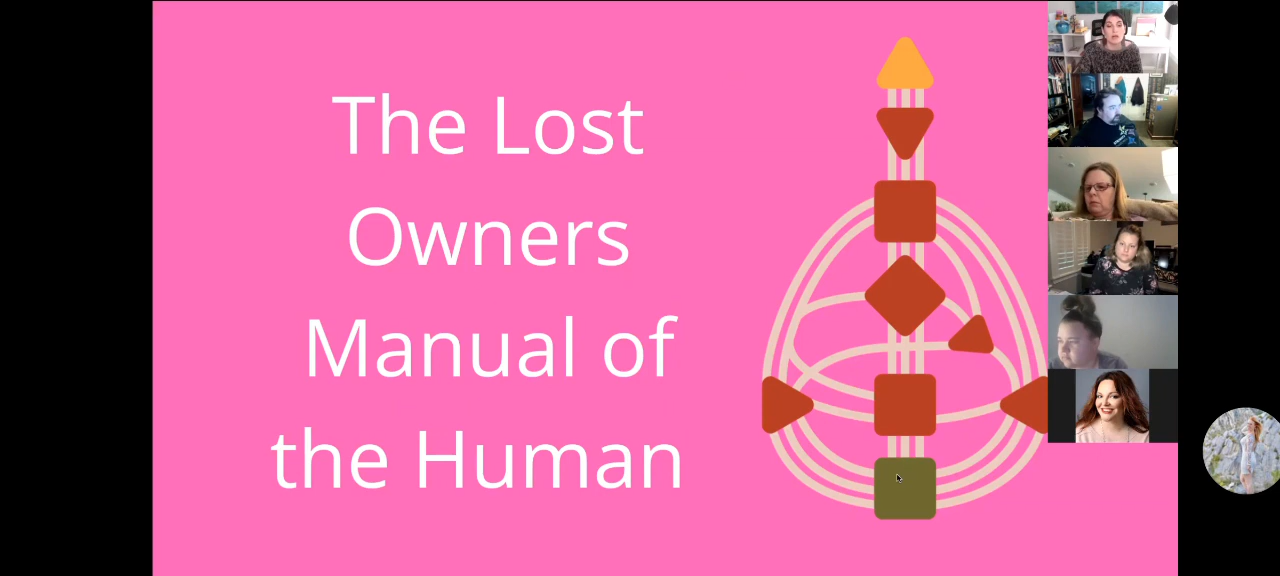 The Lost
Owners
Manual of
the Human